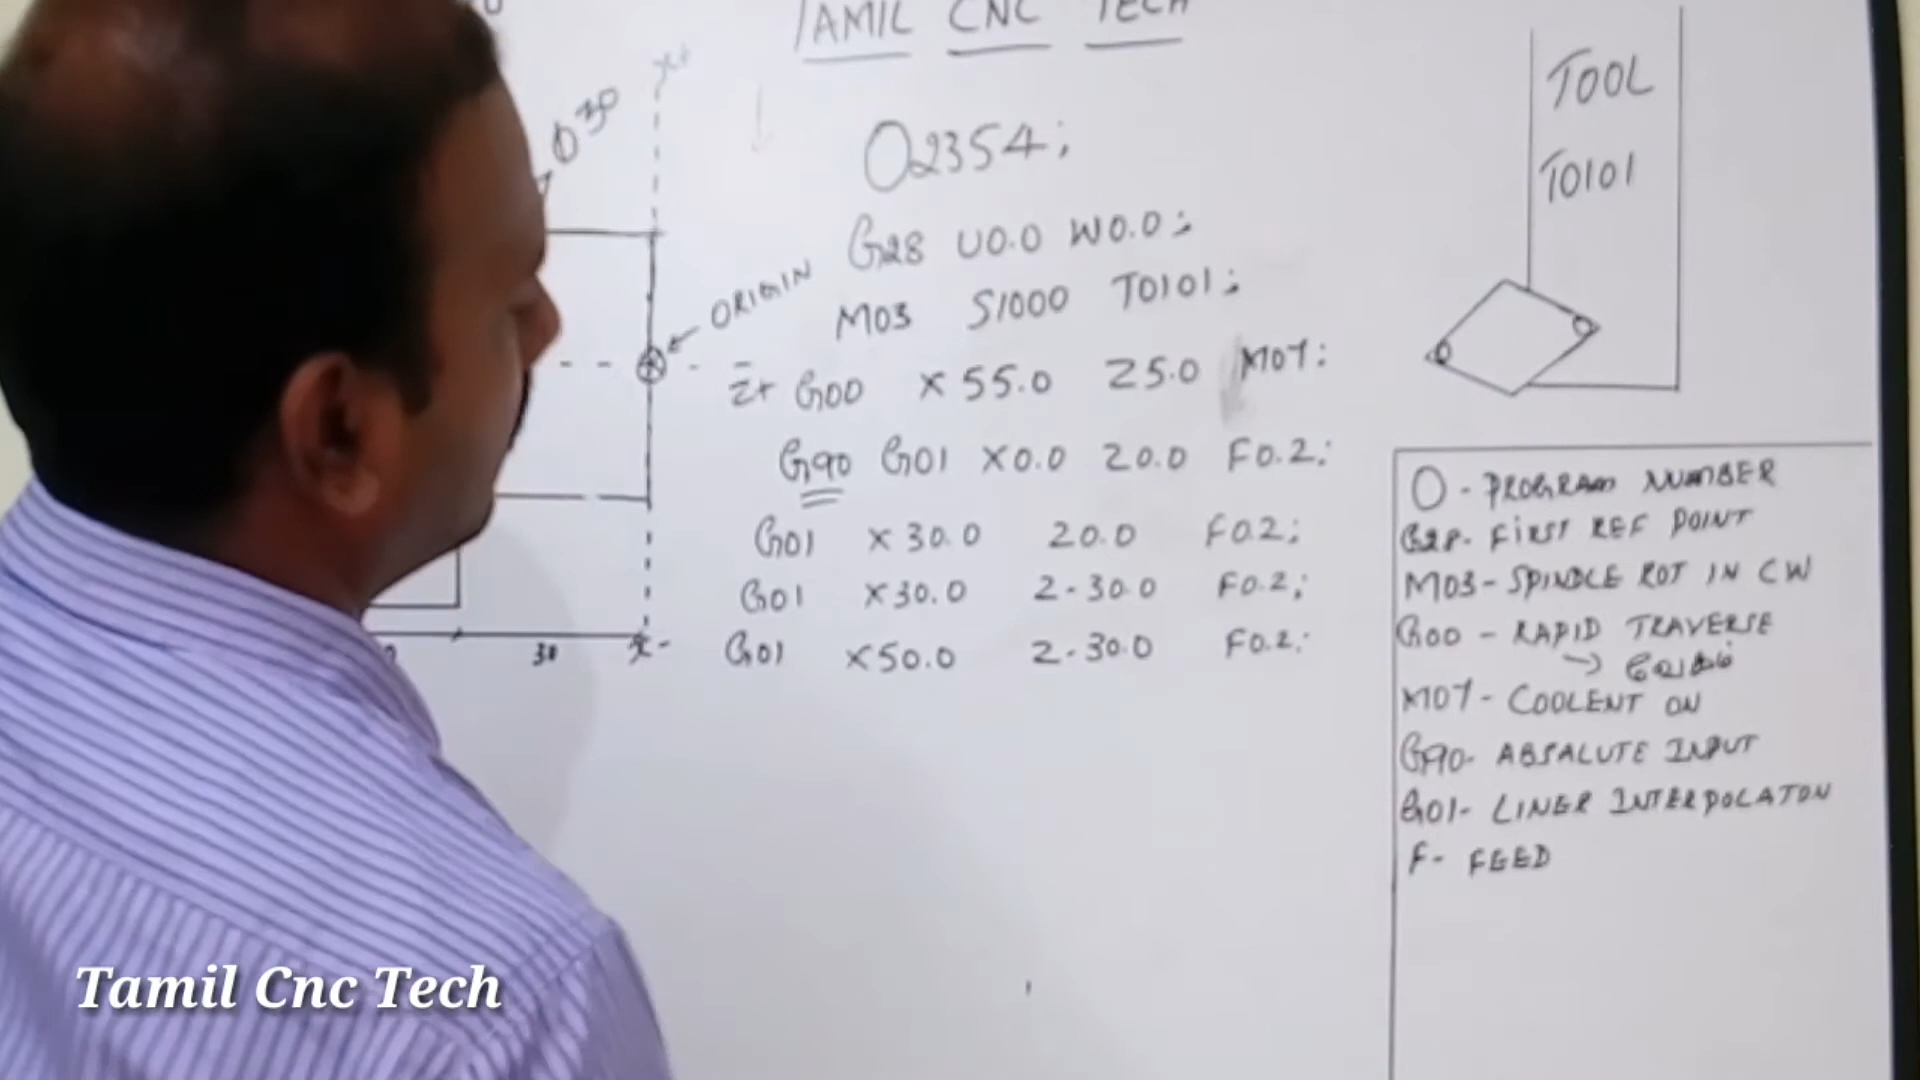 TAMIL CNC TECH
X+
Ø30
O2354;
G28 U0.0 W0.0;
ORIGIN
M03 S1000 T0101;
Z+ G00 X55.0 Z5.0 M07;
G90 G01 X0.0 Z0.0 F0.2;
G01 X30.0 Z0.0 F0.2;
G01 X30.0 Z-30.0 F0.2;
G01 X50.0 Z-30.0 F0.2;
30
X-
TOOL
T0101
O - PROGRAM NUMBER
G28- FIRST REF POINT
M03- SPINDLE ROT IN CW
G00 - RAPID TRAVERSE
→ வேகம்
M07- COOLENT ON
G90- ABSALUTE INPUT
G01- LINER INTERPOLATON
F- FEED
Tamil Cnc Tech